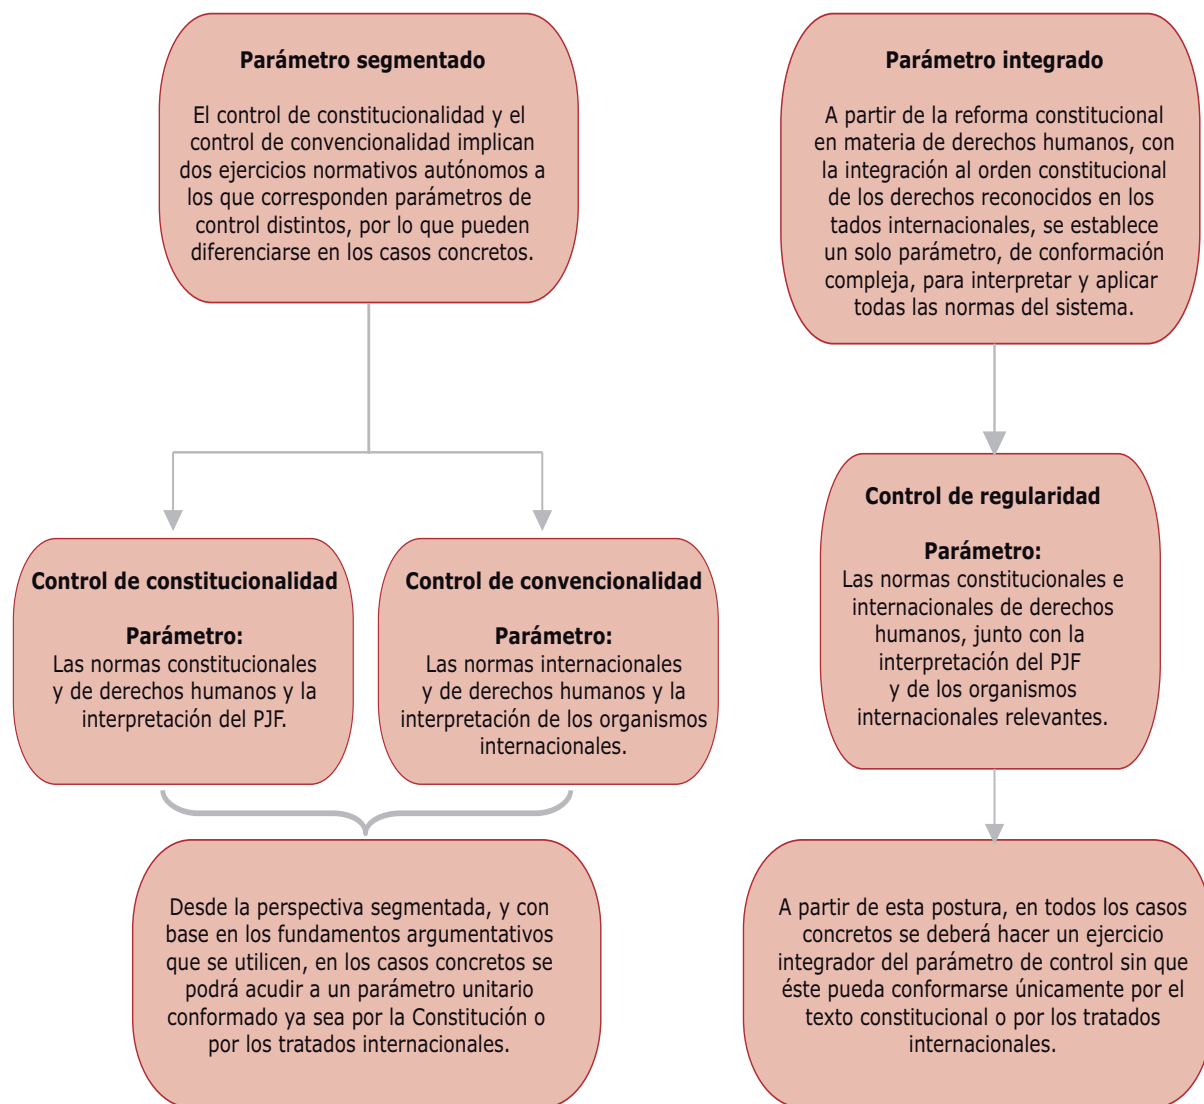 Parámetro segmentado
El control de constitucionalidad y el
control de convencionalidad implican
dos ejercicios normativos autónomos a
los que corresponden parámetros de
control distintos, por lo que pueden
diferenciarse en los casos concretos.
Control de constitucionalidad
Parámetro:
Las normas constitucionales
y de derechos humanos y la
interpretación del PJF.
Control de convencionalidad
Parámetro:
Las normas internacionales
y de derechos humanos y la
interpretación de los organismos
internacionales.
Desde la perspectiva segmentada, y con
base en los fundamentos argumentativos
que se utilicen, en los casos concretos se
podrá acudir a un parámetro unitario
conformado ya sea por la Constitución o
por los tratados internacionales.
Parámetro integrado
A partir de la reforma constitucional
en materia de derechos humanos, con
la integración al orden constitucional
de los derechos reconocidos en los
tados internacionales, se establece
un solo parámetro, de conformación
compleja, para interpretar y aplicar
todas las normas del sistema.
Control de regularidad
Parámetro:
Las normas constitucionales e
internacionales de derechos
humanos, junto con la
interpretación del PJF
y de los organismos
internacionales relevantes.
A partir de esta postura, en todos los casos
concretos se deberá hacer un ejercicio
integrador del parámetro de control sin que
éste pueda conformarse únicamente por el
texto constitucional o por los tratados
internacionales.